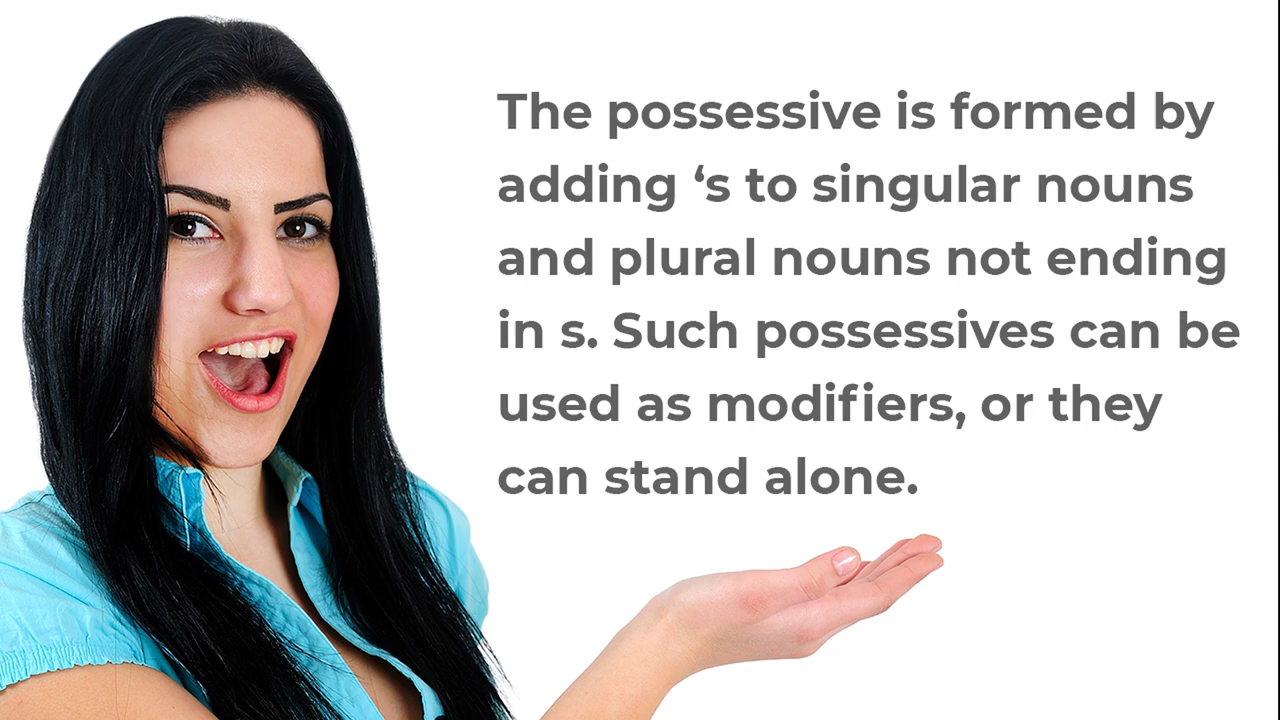 The possessive is formed by
adding ‘s to singular nouns
and plural nouns not ending
in s. Such possessives can be
used as modifiers, or they
can stand alone.